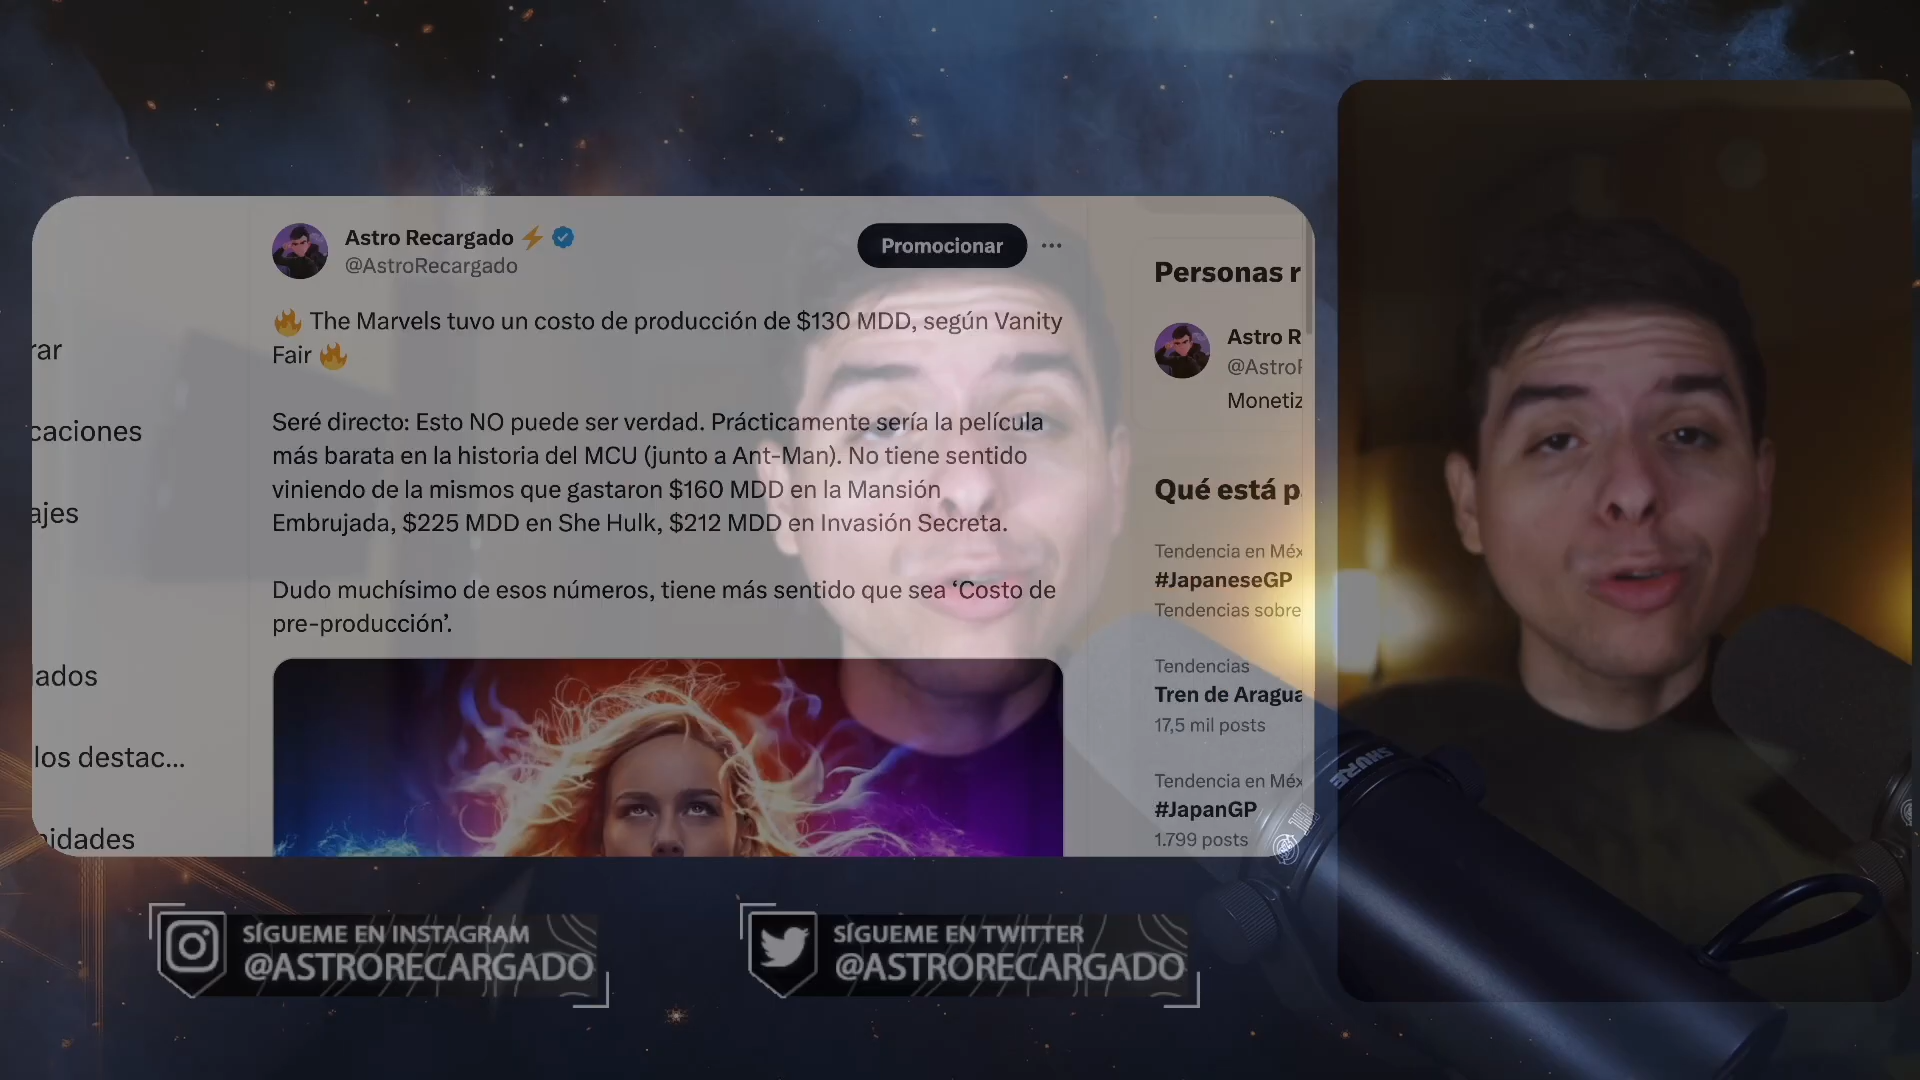 Astro Recargado
@AstroRecargado
Promocionar
🔥 The Marvels tuvo un costo de producción de $130 MDD, según Vanity
Fair 🔥
Seré directo: Esto NO puede ser verdad. Prácticamente sería la película
más barata en la historia del MCU (junto a Ant-Man). No tiene sentido
viniendo de la mismos que gastaron $160 MDD en la Mansión
Embrujada, $225 MDD en She Hulk, $212 MDD en Invasión Secreta.
Dudo muchísimo de esos números, tiene más sentido que sea ‘Costo de
pre-producción’.
rar
caciones
ajes
lados
los destac...
nidades
Personas r
Astro R
@AstroR
Monetiz
Qué está p
Tendencia en Méx
#JapaneseGP
Tendencias sobre
Tendencias
Tren de Aragua
17,5 mil posts
Tendencia en Méx
#JapanGP
1.799 posts
SHURE
SÍGUEME EN INSTAGRAM
@ASTRORECARGADO
SÍGUEME EN TWITTER
@ASTRORECARGADO